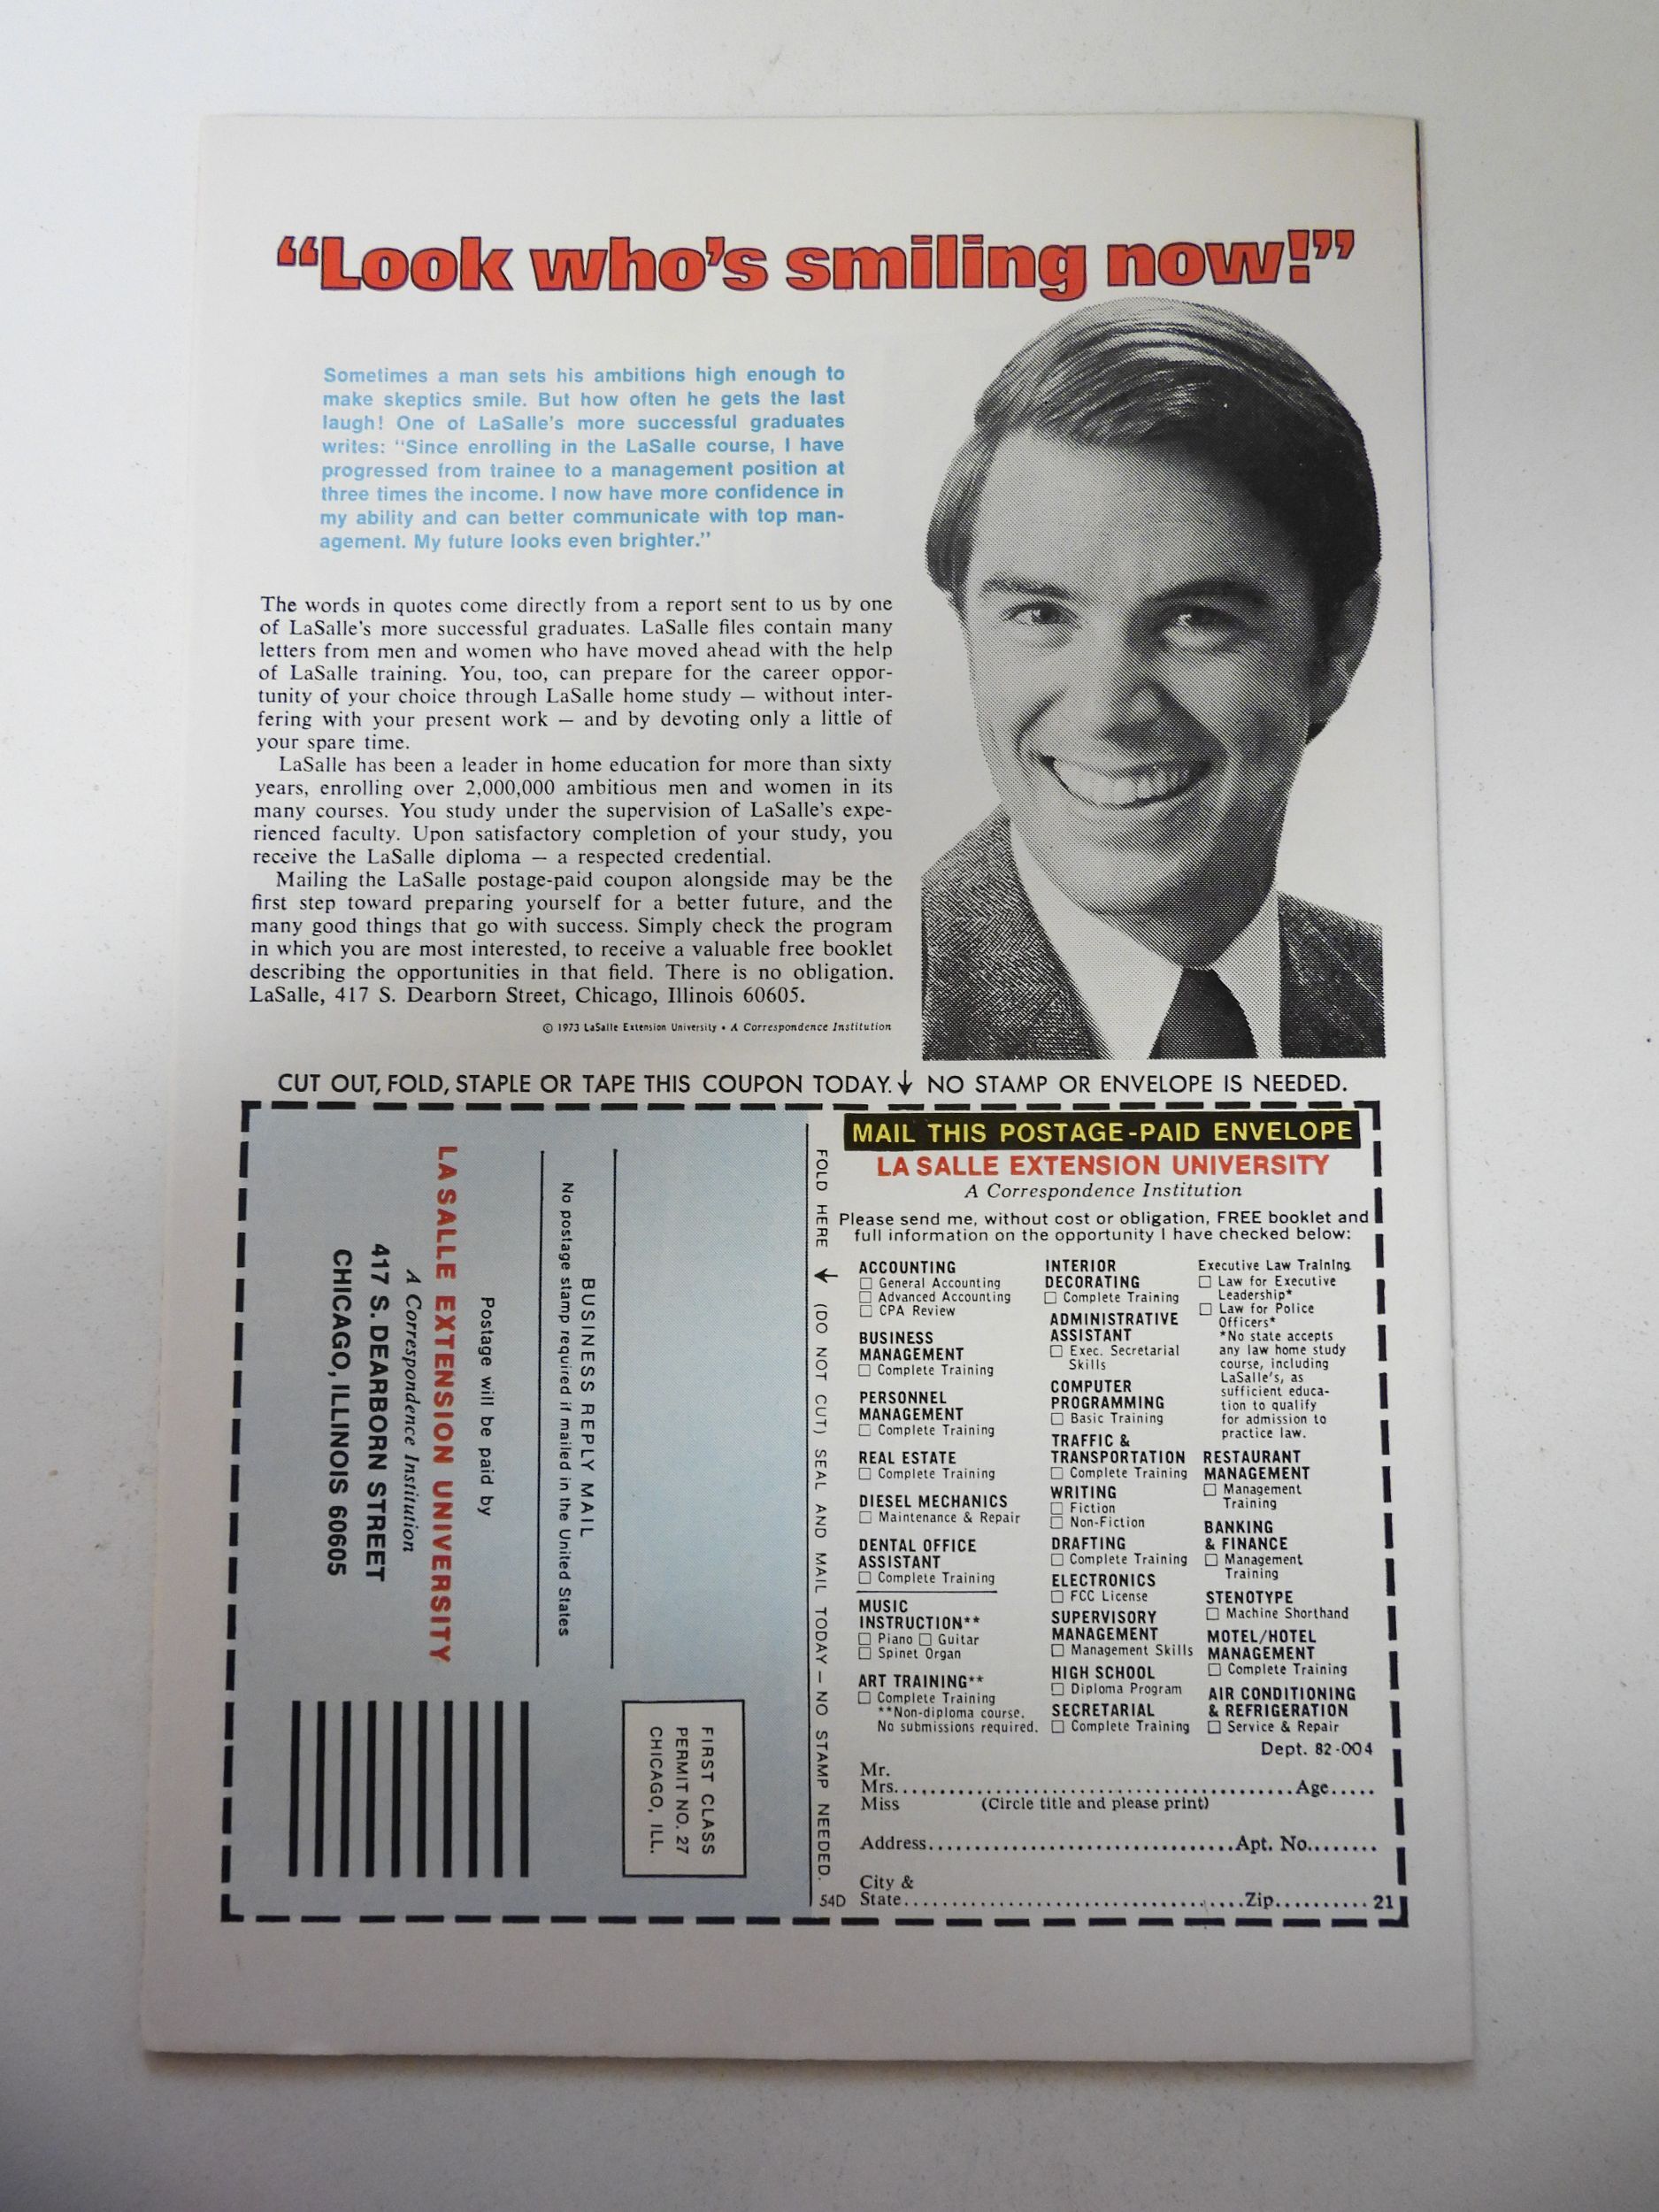 “Look who’s smiling now!”
Sometimes a man sets his ambitions high enough to
make skeptics smile. But how often he gets the last
laugh! One of LaSalle’s more successful graduates
writes: “Since enrolling in the LaSalle course, I have
progressed from trainee to a management position at
three times the income. I now have more confidence in
my ability and can better communicate with top man-
agement. My future looks even brighter.”
The words in quotes come directly from a report sent to us by one
of LaSalle’s more successful graduates. LaSalle files contain many
letters from men and women who have moved ahead with the help
of LaSalle training. You, too, can prepare for the career oppor-
tunity of your choice through LaSalle home study — without inter-
fering with your present work — and by devoting only a little of
your spare time.
LaSalle has been a leader in home education for more than sixty
years, enrolling over 2,000,000 ambitious men and women in its
many courses. You study under the supervision of LaSalle’s expe-
rienced faculty. Upon satisfactory completion of your study, you
receive the LaSalle diploma — a respected credential.
Mailing the LaSalle postage-paid coupon alongside may be the
first step toward preparing yourself for a better future, and the
many good things that go with success. Simply check the program
in which you are most interested, to receive a valuable free booklet
describing the opportunities in that field. There is no obligation.
LaSalle, 417 S. Dearborn Street, Chicago, Illinois 60605.
© 1973 LaSalle Extension University • A Correspondence Institution
CUT OUT, FOLD, STAPLE OR TAPE THIS COUPON TODAY. ↓ NO STAMP OR ENVELOPE IS NEEDED.
FIRST CLASS
PERMIT NO. 27
CHICAGO, ILL.
BUSINESS REPLY MAIL
No postage stamp required if mailed in the United States
Postage will be paid by
LA SALLE EXTENSION UNIVERSITY
A Correspondence Institution
417 S. DEARBORN STREET
CHICAGO, ILLINOIS 60605
FOLD HERE ↓ (DO NOT CUT) SEAL AND MAIL TODAY — NO STAMP NEEDED.
54D
MAIL THIS POSTAGE-PAID ENVELOPE
LA SALLE EXTENSION UNIVERSITY
A Correspondence Institution
Please send me, without cost or obligation, FREE booklet and
full information on the opportunity I have checked below:
ACCOUNTING
☐ General Accounting
☐ Advanced Accounting
☐ CPA Review
BUSINESS
MANAGEMENT
☐ Complete Training
PERSONNEL
MANAGEMENT
☐ Complete Training
REAL ESTATE
☐ Complete Training
DIESEL MECHANICS
☐ Maintenance & Repair
DENTAL OFFICE
ASSISTANT
☐ Complete Training
MUSIC
INSTRUCTION**
☐ Piano ☐ Guitar
☐ Spinet Organ
ART TRAINING**
☐ Complete Training
**Non-diploma course.
No submissions required.
INTERIOR
DECORATING
☐ Complete Training
ADMINISTRATIVE
ASSISTANT
☐ Exec. Secretarial
Skills
COMPUTER
PROGRAMMING
☐ Basic Training
TRAFFIC &
TRANSPORTATION
☐ Complete Training
WRITING
☐ Fiction
☐ Non-Fiction
DRAFTING
☐ Complete Training
ELECTRONICS
☐ FCC License
SUPERVISORY
MANAGEMENT
☐ Management Skills
HIGH SCHOOL
☐ Diploma Program
SECRETARIAL
☐ Complete Training
Executive Law Training
☐ Law for Executive
Leadership*
☐ Law for Police
Officers*
*No state accepts
any law home study
course, including
LaSalle’s, as
sufficient educa-
tion to qualify
for admission to
practice law.
RESTAURANT
MANAGEMENT
☐ Management
Training
BANKING
& FINANCE
☐ Management
Training
STENOTYPE
☐ Machine Shorthand
MOTEL/HOTEL
MANAGEMENT
☐ Complete Training
AIR CONDITIONING
& REFRIGERATION
☐ Service & Repair
Dept. 82-004
Mr.
Mrs. Age
Miss (Circle title and please print)
Address Apt. No.
City &
State Zip 21